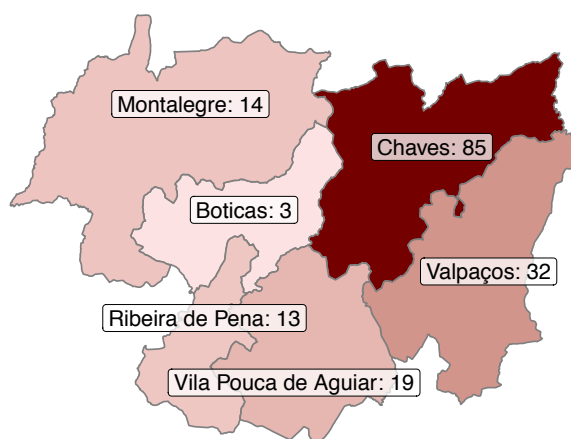 Montalegre: 14
Chaves: 85
Boticas: 3
Valpaços: 32
Ribeira de Pena: 13
Vila Pouca de Aguiar: 19